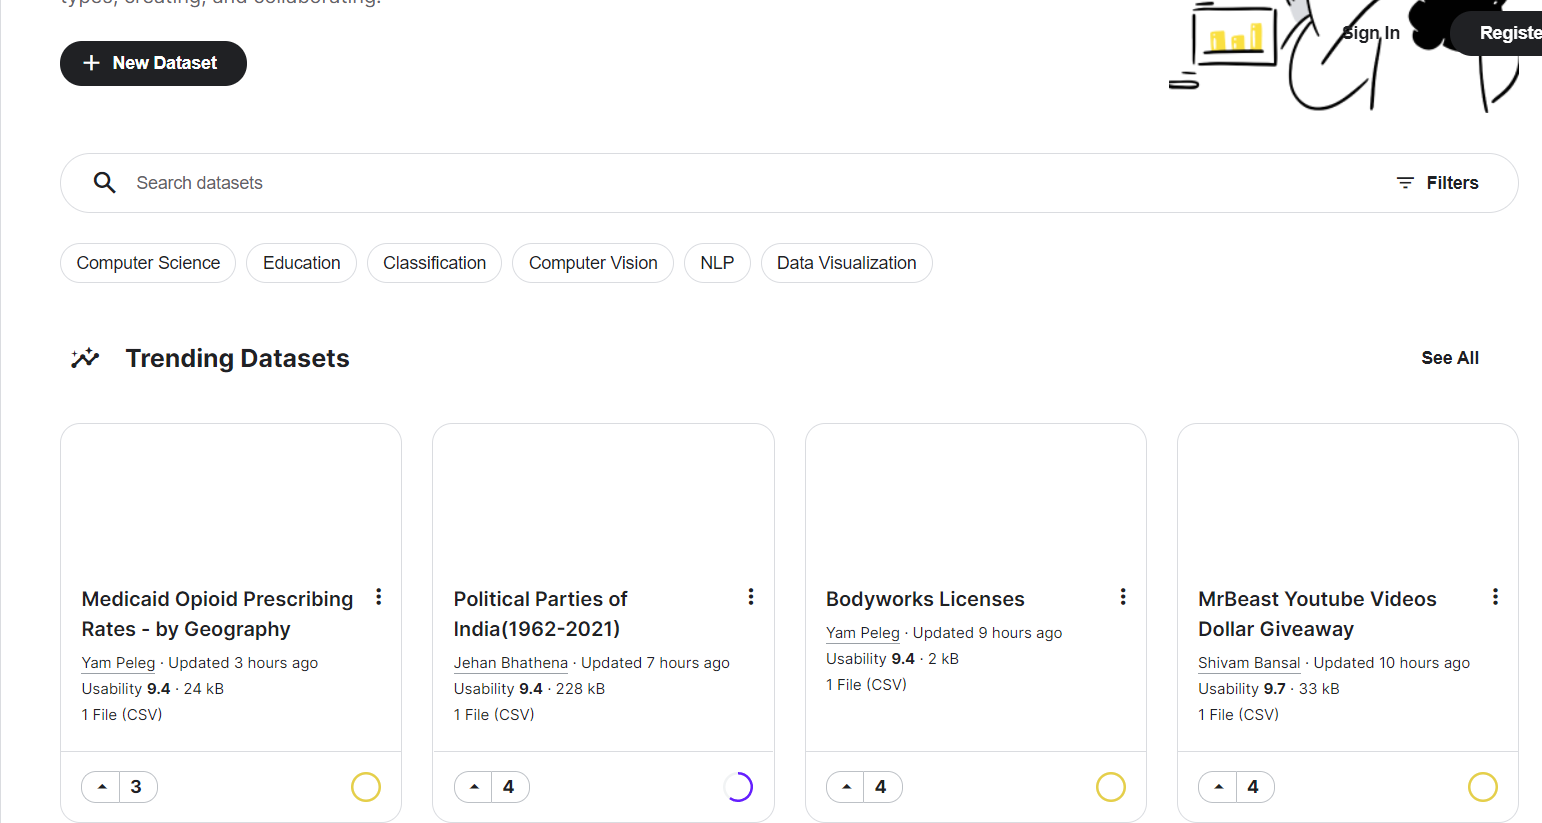 types, creating, and collaborating.
Sign In
Registe
New Dataset
Search datasets
Filters
Computer Science
Education
Classification
Computer Vision
NLP
Data Visualization
Trending Datasets
See All
Medicaid Opioid Prescribing
Rates - by Geography
Yam Peleg · Updated 3 hours ago
Usability 9.4 · 24 kB
1 File (CSV)
3
Political Parties of
India(1962-2021)
Jehan Bhathena · Updated 7 hours ago
Usability 9.4 · 228 kB
1 File (CSV)
4
Bodyworks Licenses
Yam Peleg · Updated 9 hours ago
Usability 9.4 · 2 kB
1 File (CSV)
4
MrBeast Youtube Videos
Dollar Giveaway
Shivam Bansal · Updated 10 hours ago
Usability 9.7 · 33 kB
1 File (CSV)
4